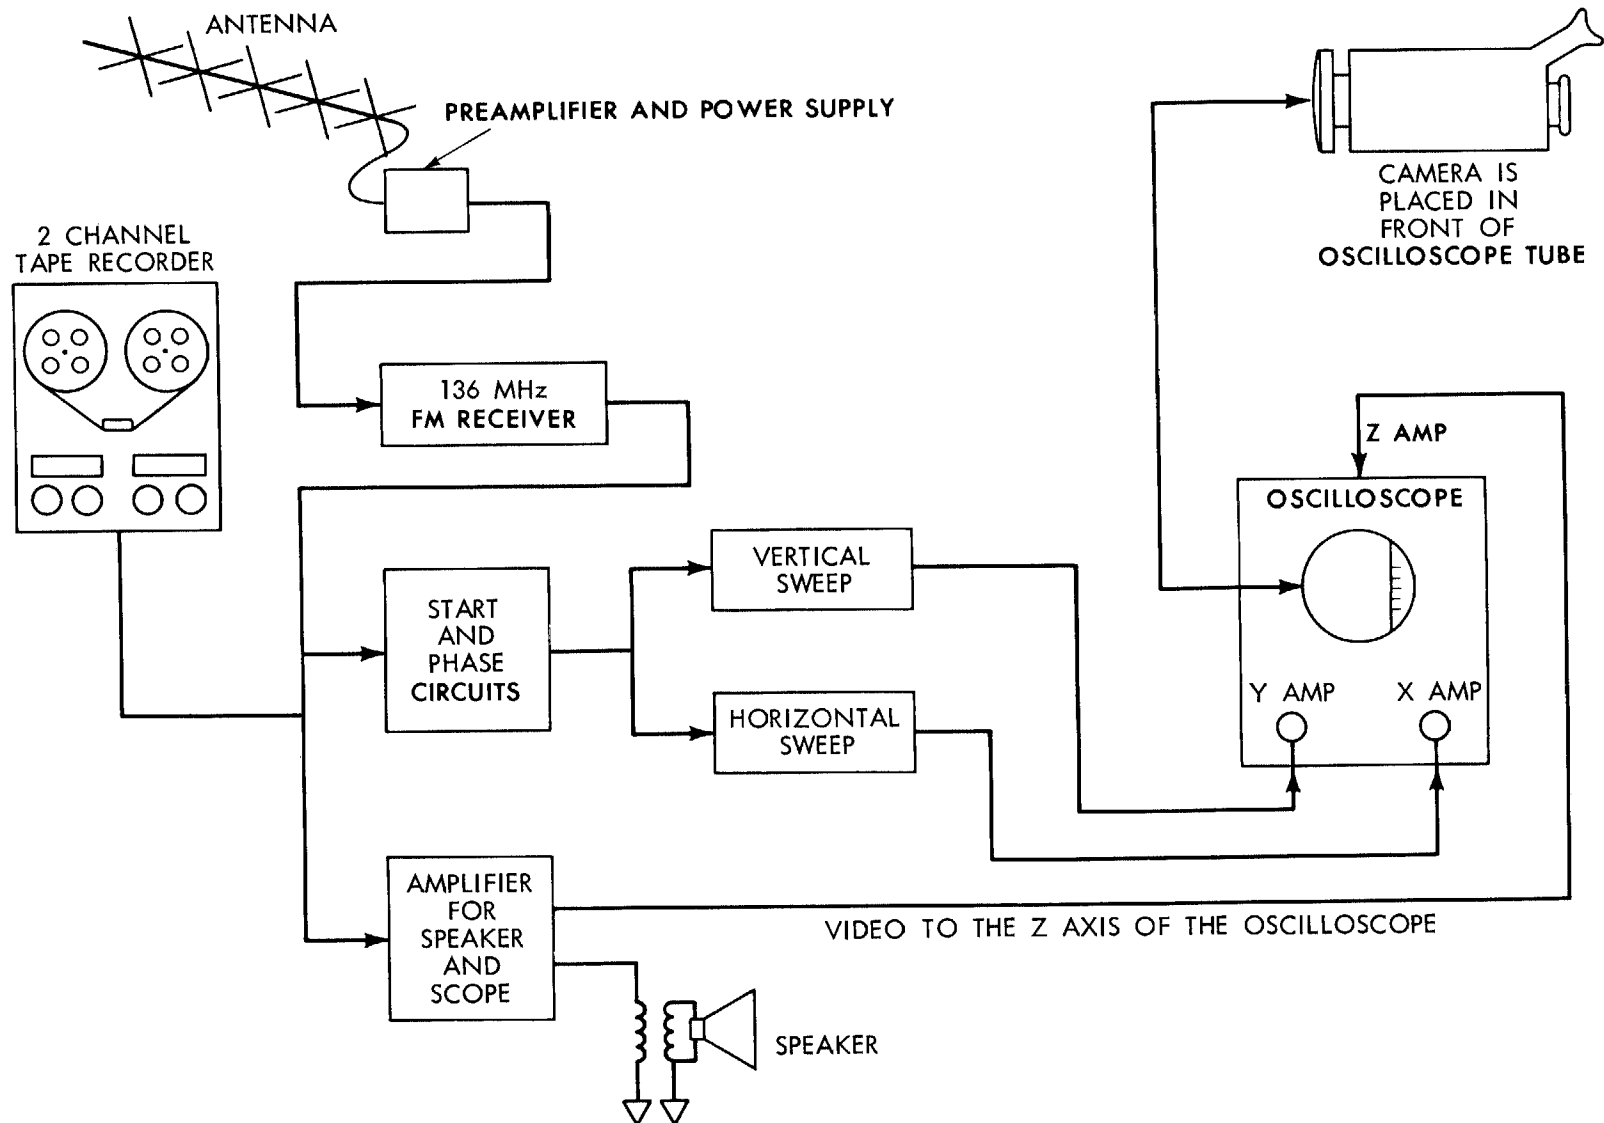 ANTENNA
PREAMPLIFIER AND POWER SUPPLY
CAMERA IS
PLACED IN
FRONT OF
OSCILLOSCOPE TUBE
2 CHANNEL
TAPE RECORDER
136 MHz
FM RECEIVER
Z AMP
OSCILLOSCOPE
VERTICAL
SWEEP
START
AND
PHASE
CIRCUITS
Y AMP
X AMP
HORIZONTAL
SWEEP
AMPLIFIER
FOR
SPEAKER
AND
SCOPE
VIDEO TO THE Z AXIS OF THE OSCILLOSCOPE
SPEAKER